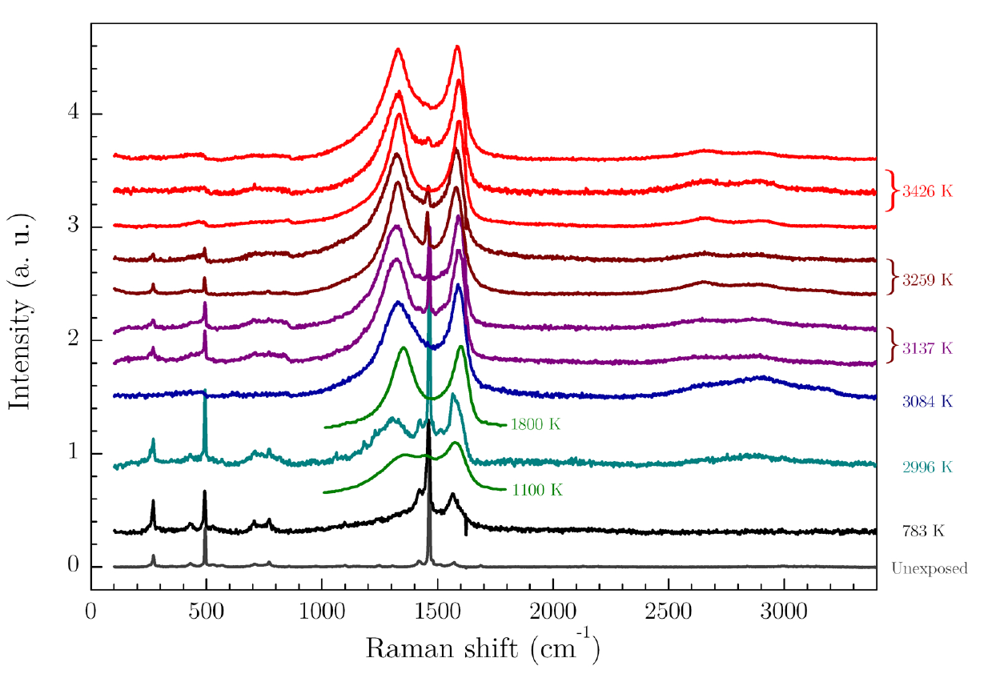 4
3426 K
3
3259 K
2
3137 K
3084 K
1800 K
1
2996 K
1100 K
783 K
0
Unexposed
0 500 1000 1500 2000 2500 3000
Raman shift (cm⁻¹)
Intensity (a. u.)